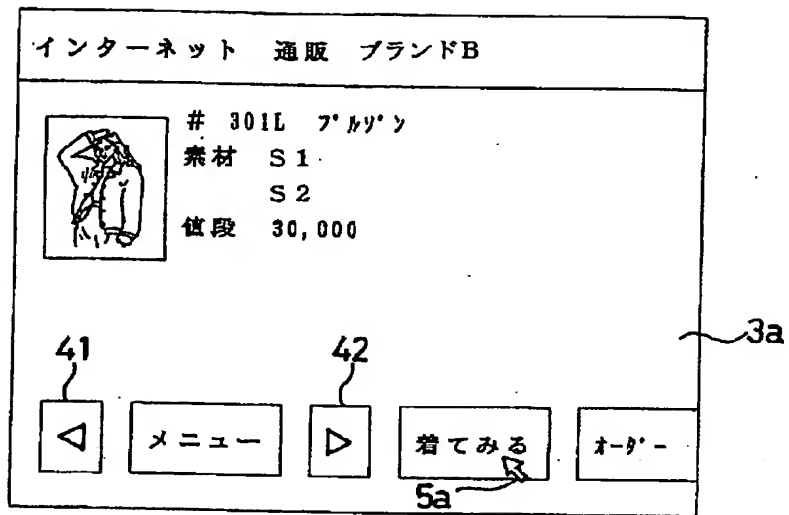 インターネット 通販 ブランドB
# 301L ブルゾン
素材 S1
S2
値段 30,000
3a
41 42
◁ メニュー ▷ 着てみる オーダー
5a